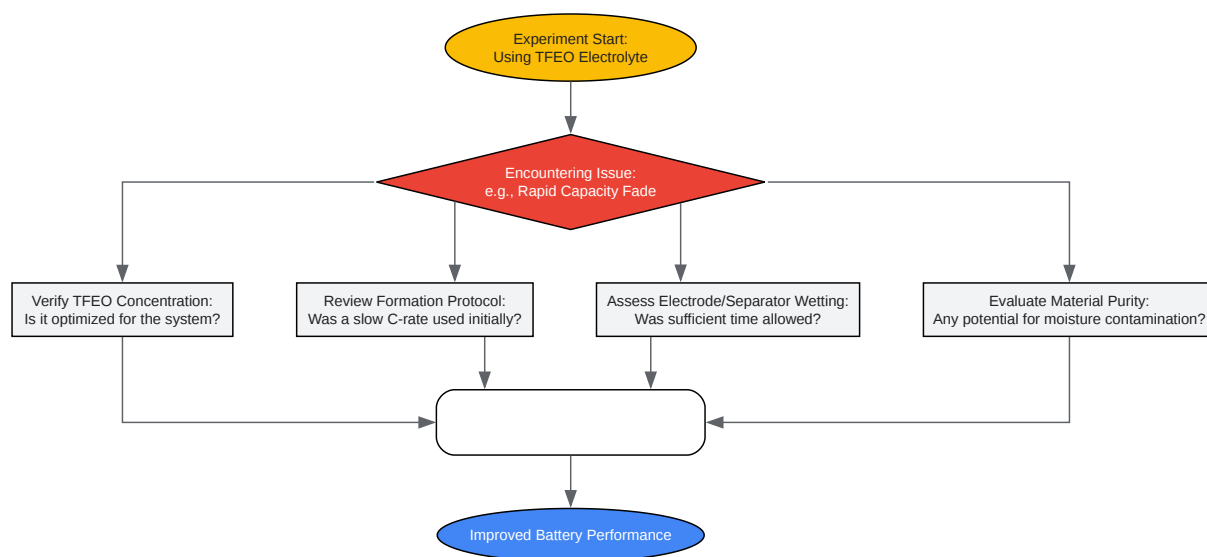 Experiment Start:
Using TFEO Electrolyte
Encountering Issue:
e.g., Rapid Capacity Fade
Verify TFEO Concentration:
Is it optimized for the system?
Review Formation Protocol:
Was a slow C-rate used initially?
Assess Electrode/Separator Wetting:
Was sufficient time allowed?
Evaluate Material Purity:
Any potential for moisture contamination?
Improved Battery Performance